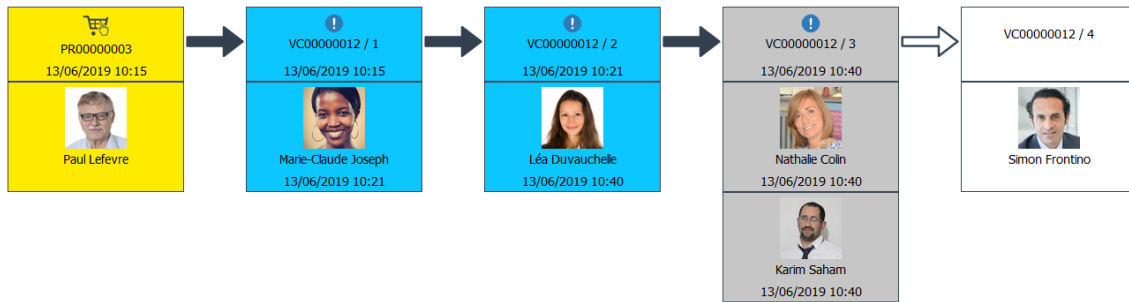 PR00000003
13/06/2019 10:15
Paul Lefevre
VC00000012 / 1
13/06/2019 10:15
Marie-Claude Joseph
13/06/2019 10:21
VC00000012 / 2
13/06/2019 10:21
Léa Duvauchelle
13/06/2019 10:40
VC00000012 / 3
13/06/2019 10:40
Nathalie Colin
13/06/2019 10:40
Karim Saham
13/06/2019 10:40
VC00000012 / 4
Simon Frontino